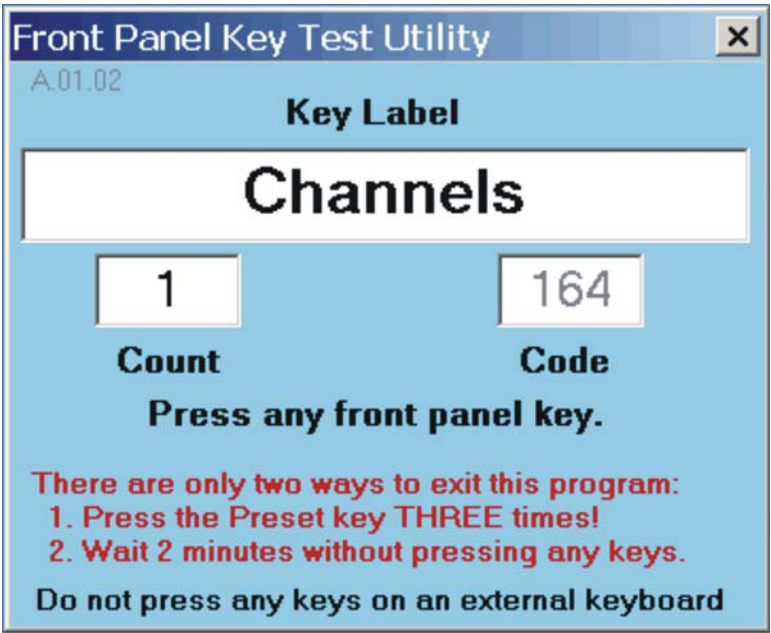 Front Panel Key Test Utility
A.01.02
Key Label
Channels
1 164
Count Code
Press any front panel key.
There are only two ways to exit this program:
1. Press the Preset key THREE times!
2. Wait 2 minutes without pressing any keys.
Do not press any keys on an external keyboard